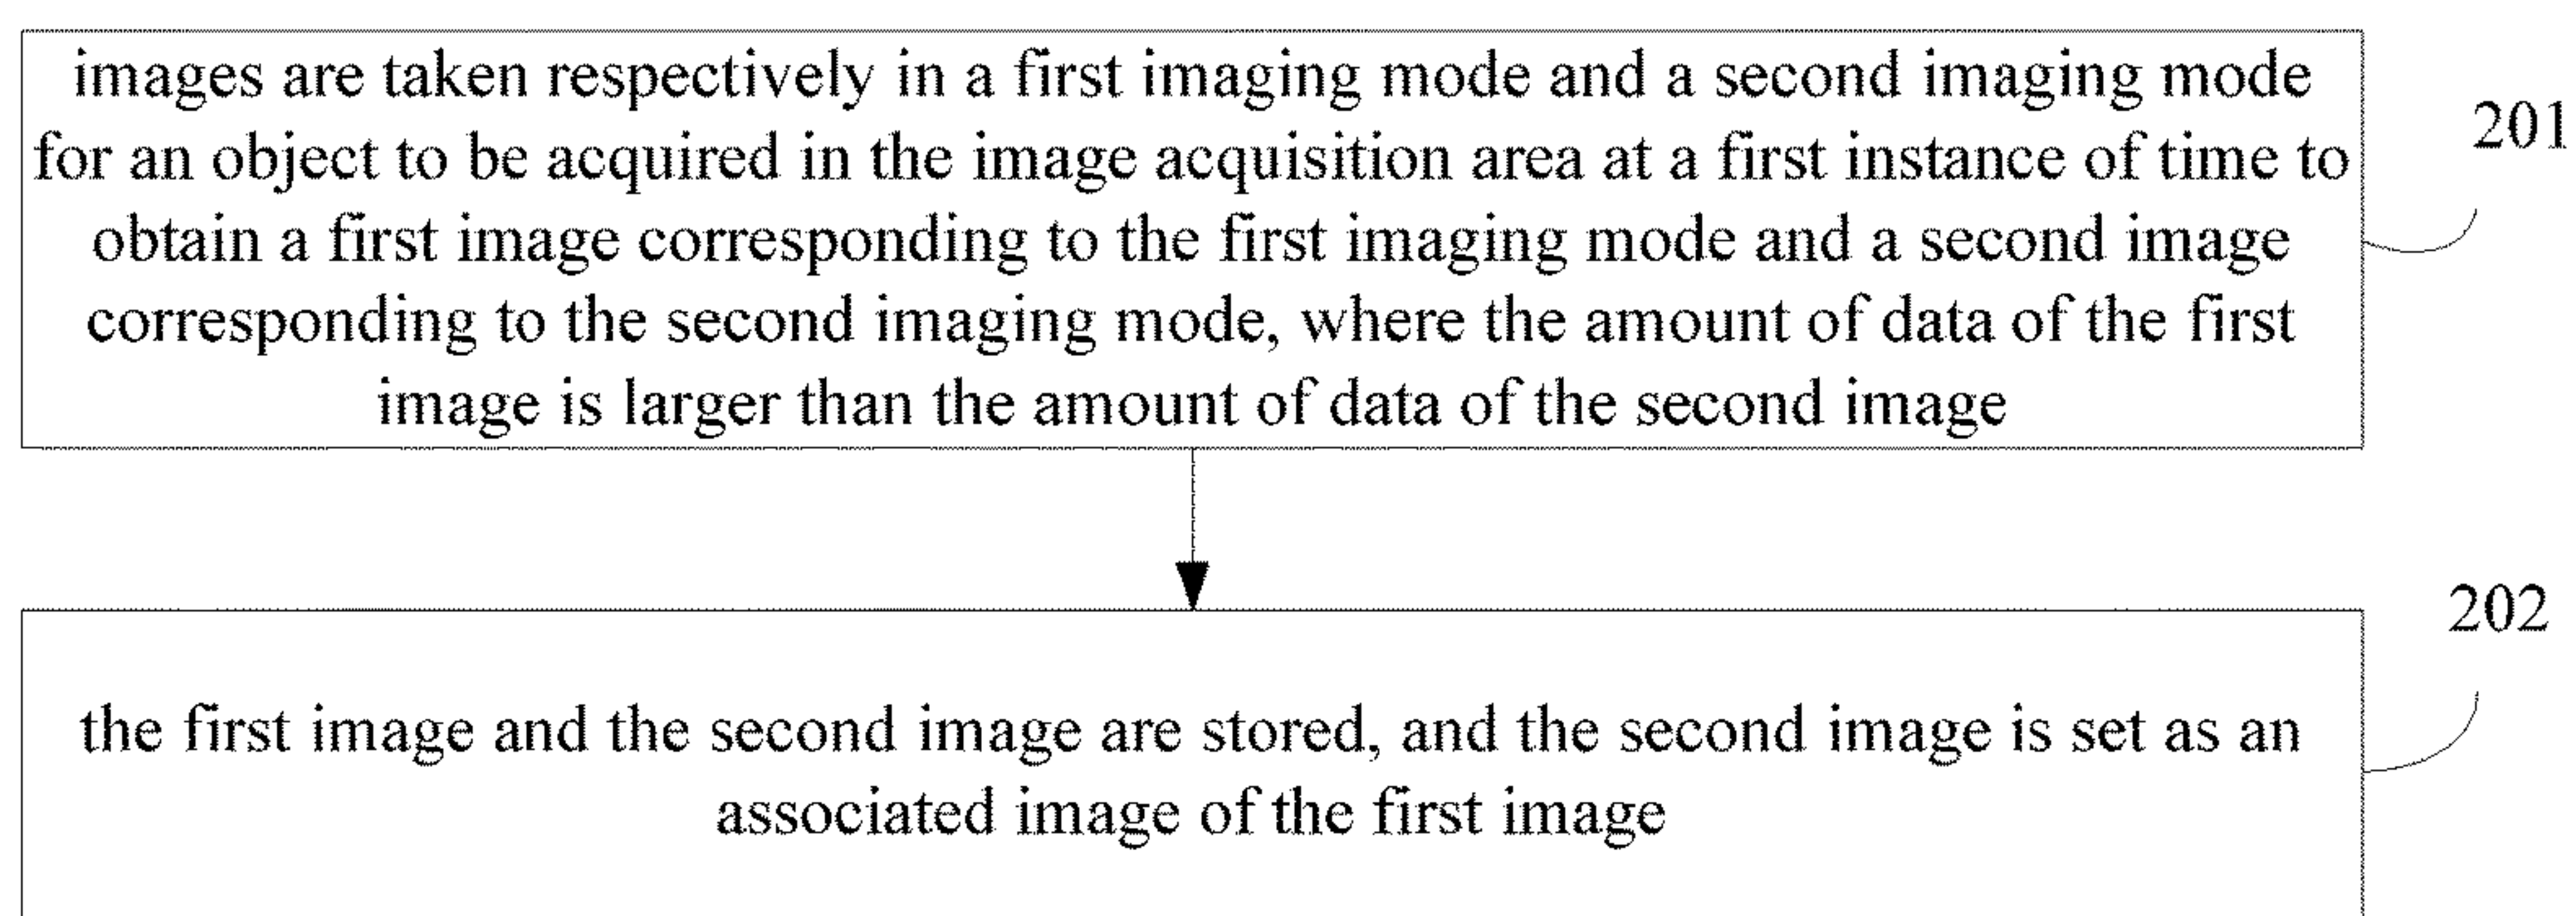 images are taken respectively in a first imaging mode and a second imaging mode
for an object to be acquired in the image acquisition area at a first instance of time to
obtain a first image corresponding to the first imaging mode and a second image
corresponding to the second imaging mode, where the amount of data of the first
image is larger than the amount of data of the second image
201
202
the first image and the second image are stored, and the second image is set as an
associated image of the first image